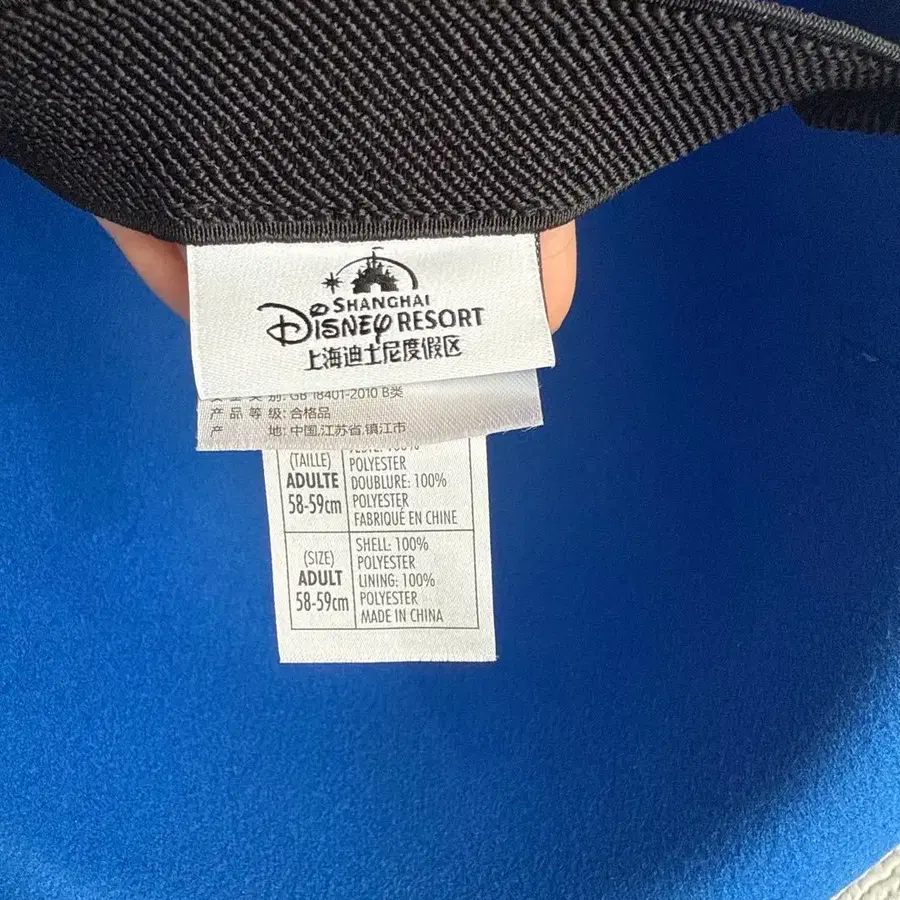 SHANGHAI
DISNEY RESORT
上海迪士尼度假区
类别: GB 18401-2010 B类
产品等级: 合格品
产 地: 中国,江苏省,镇江市
(TAILLE)
ADULTE
58-59cm
100%
POLYESTER
DOUBLURE: 100%
POLYESTER
FABRIQUÉ EN CHINE
(SIZE)
ADULT
58-59cm
SHELL: 100%
POLYESTER
LINING: 100%
POLYESTER
MADE IN CHINA